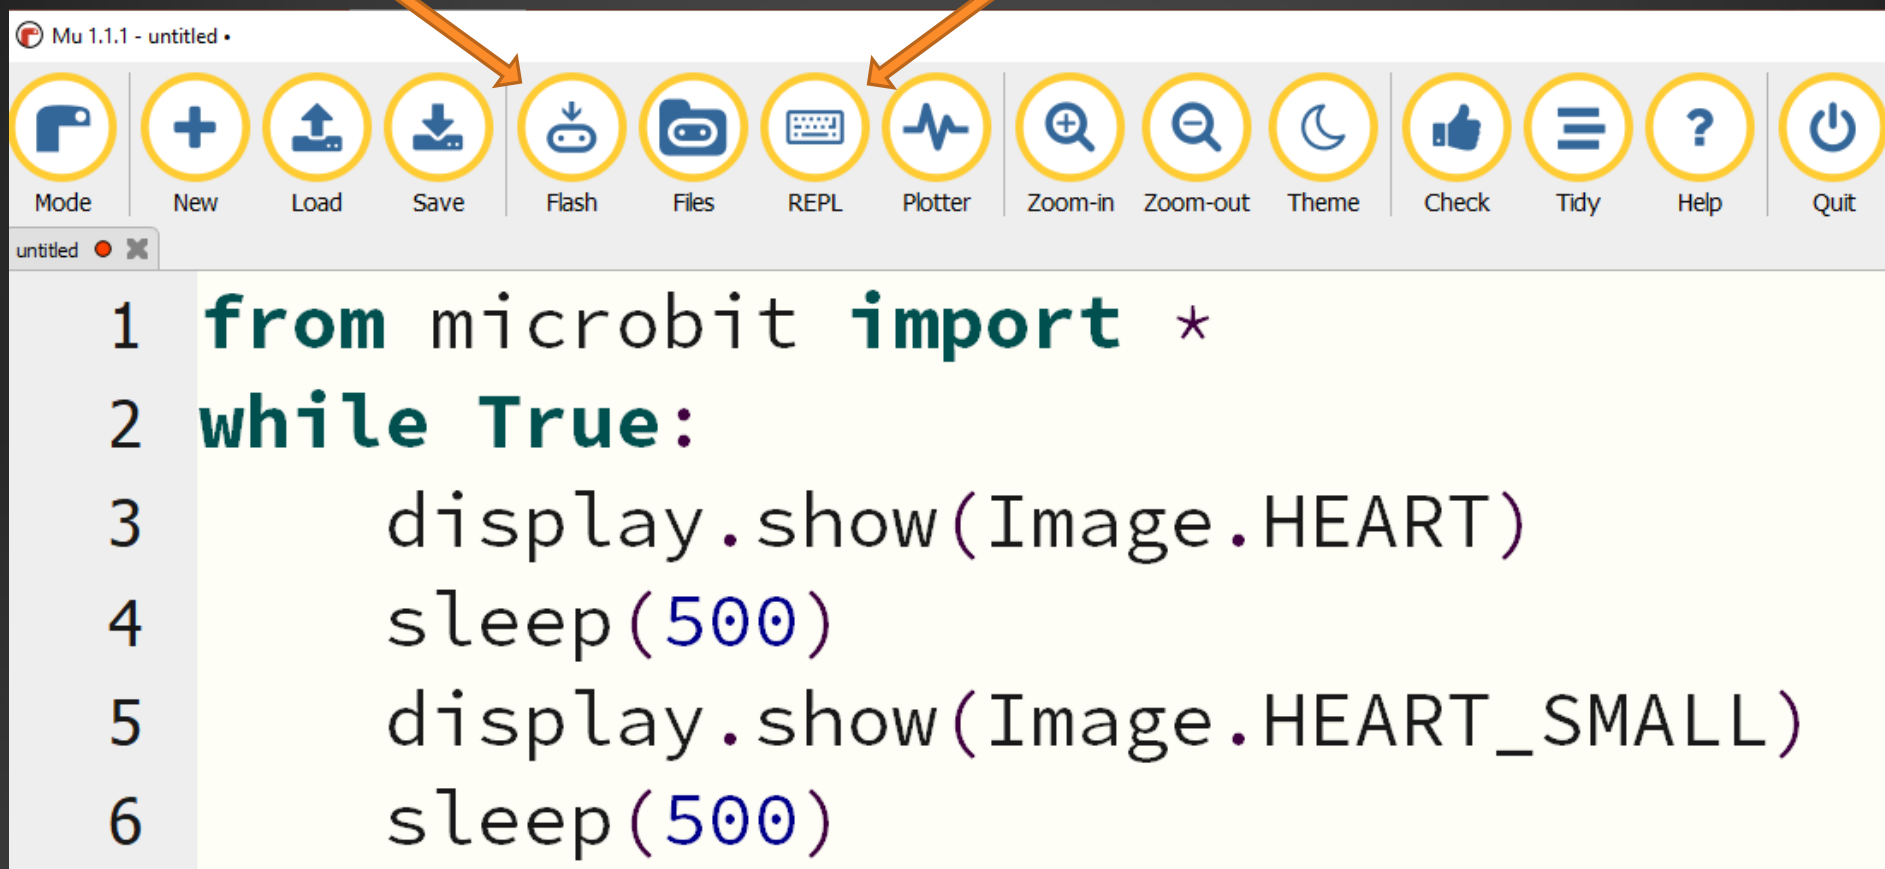 Mu 1.1.1 - untitled •
Mode New Load Save Flash Files REPL Plotter Zoom-in Zoom-out Theme Check Tidy Help Quit
untitled
1 from microbit import *
2 while True:
3     display.show(Image.HEART)
4     sleep(500)
5     display.show(Image.HEART_SMALL)
6     sleep(500)